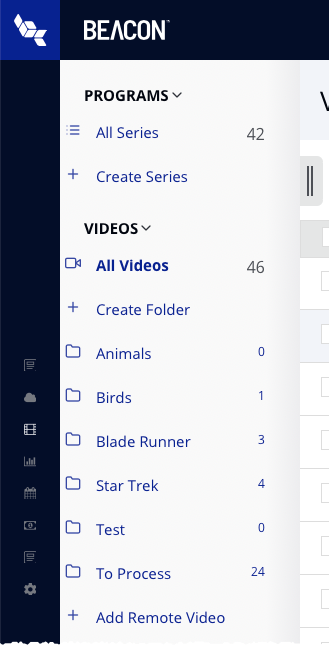 BEACON
PROGRAMS
All Series 42
Create Series
VIDEOS
All Videos 46
Create Folder
Animals 0
Birds 1
Blade Runner 3
Star Trek 4
Test 0
To Process 24
Add Remote Video